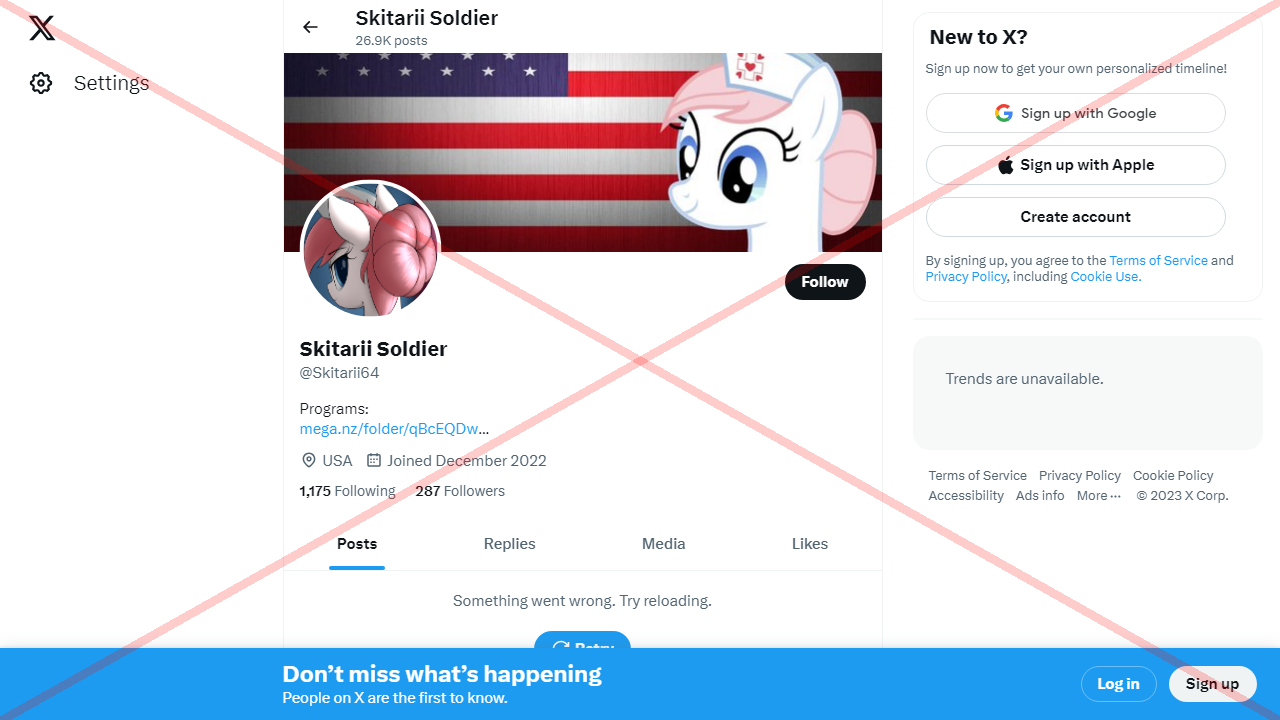 Settings
Skitarii Soldier
26.9K posts
Follow
Skitarii Soldier
@Skitarii64
Programs:
mega.nz/folder/qBcEQDw…
USA Joined December 2022
1,175 Following 287 Followers
Posts Replies Media Likes
Something went wrong. Try reloading.
Retry
New to X?
Sign up now to get your own personalized timeline!
Sign up with Google
Sign up with Apple
Create account
By signing up, you agree to the Terms of Service and
Privacy Policy, including Cookie Use.
Trends are unavailable.
Terms of Service Privacy Policy Cookie Policy
Accessibility Ads info More ··· © 2023 X Corp.
Don’t miss what’s happening
People on X are the first to know.
Log in Sign up